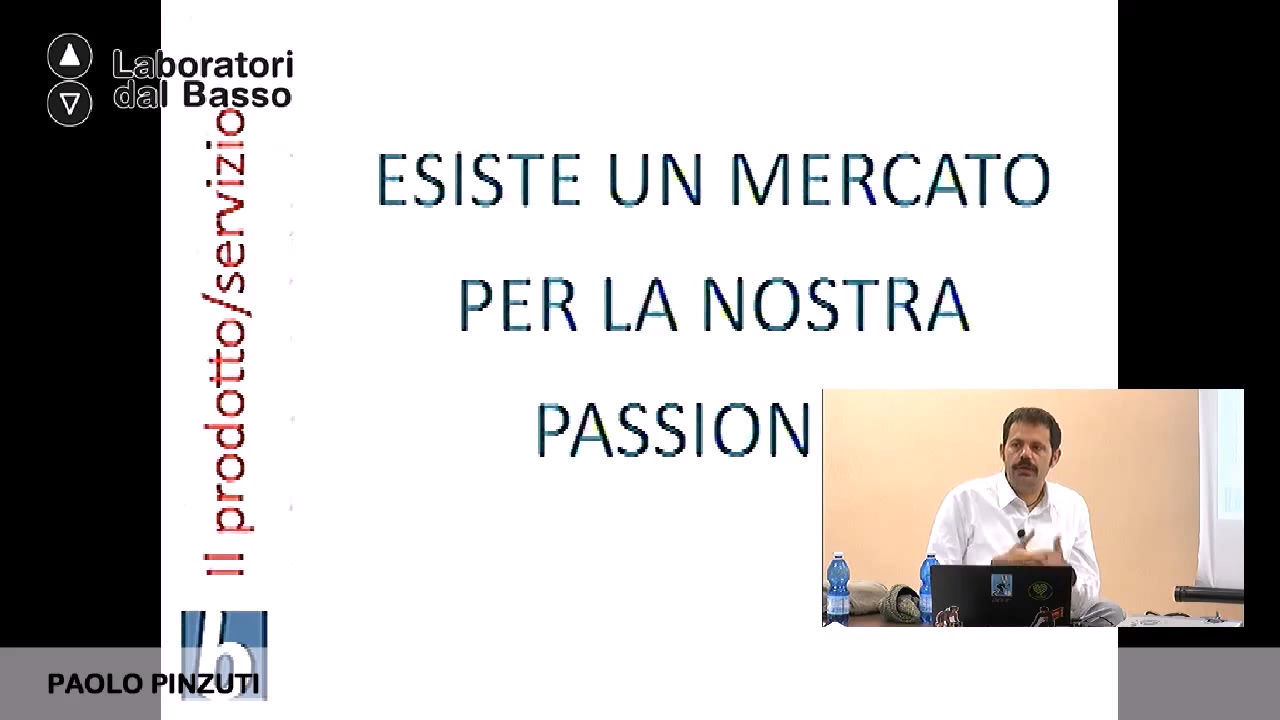 Laboratori
dal Basso
Il prodotto/servizio
ESISTE UN MERCATO
PER LA NOSTRA
PASSION
b
PAOLO PINZUTI